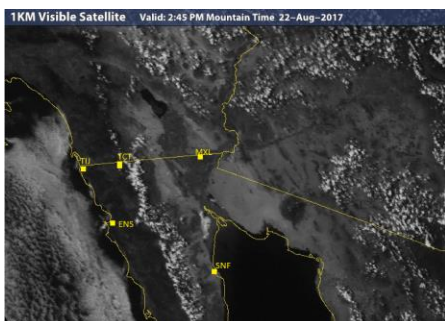 1KM Visible Satellite Valid: 2:45 PM Mountain Time 22-Aug-2017
TIJ
TCT
MXL
ENS
SNF